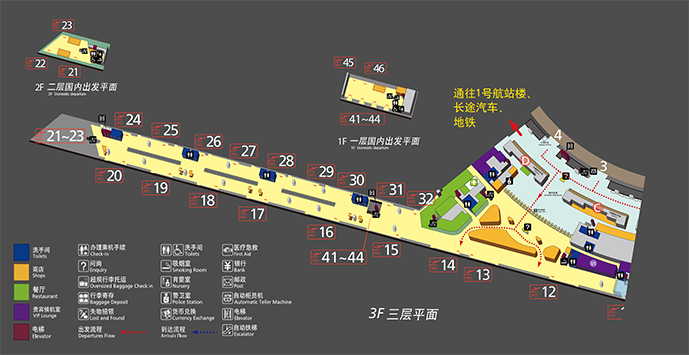 23
22
21
2F 二层国内出发平面
2F Domestic departure
45
46
41~44
1F 一层国内出发平面
1F Domestic departure
通往1号航站楼、
长途汽车、
地铁
4
3
D
C
21~23
24
25
26
27
28
29
30
31
32
20
19
18
17
16
15
14
13
12
41~44
3F 三层平面
洗手间
Toilets
商店
Shops
餐厅
Restaurant
贵宾候机室
VIP Lounge
电梯
Elevator
办理乘机手续
Check-in
问询
Enquiry
超规行李托运
Oversized Baggage Check-in
行李寄存
Baggage Deposit
失物招领
Lost and Found
出发流程
Departures Flow
洗手间
Toilets
吸烟室
Smoking Room
育婴室
Nursery
警卫室
Police Station
货币兑换
Currency Exchange
到达流程
Arrivals Flow
医疗急救
First Aid
银行
Bank
邮政
Post
自动柜员机
Automatic Teller Machine
电梯
Elevator
自动扶梯
Escalator